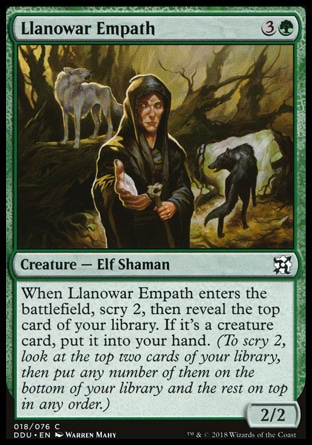 Llanowar Empath 3
Creature — Elf Shaman
When Llanowar Empath enters the
battlefield, scry 2, then reveal the top
card of your library. If it's a creature
card, put it into your hand. (To scry 2,
look at the top two cards of your library,
then put any number of them on the
bottom of your library and the rest on top
in any order.)
2/2
018/076 C
DDU • EN Warren Mahy
™ & © 2018 Wizards of the Coast